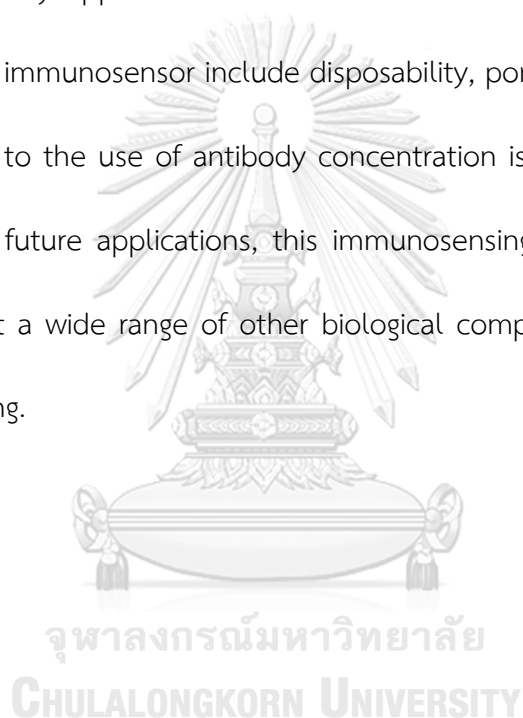 immunosensor include disposability, por
to the use of antibody concentration is
future applications, this immunosensing
a wide range of other biological comp
จุฬาลงกรณ์มหาวิทยาลัย
CHULALONGKORN UNIVERSITY